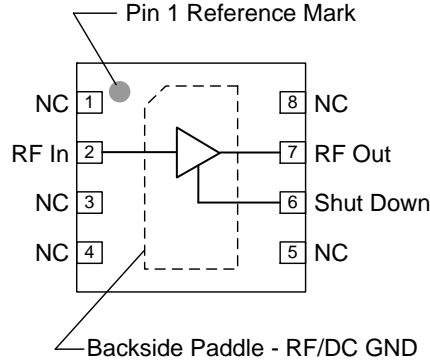 Pin 1 Reference Mark
NC 1 8 NC
RF In 2 7 RF Out
NC 3 6 Shut Down
NC 4 5 NC
Backside Paddle - RF/DC GND